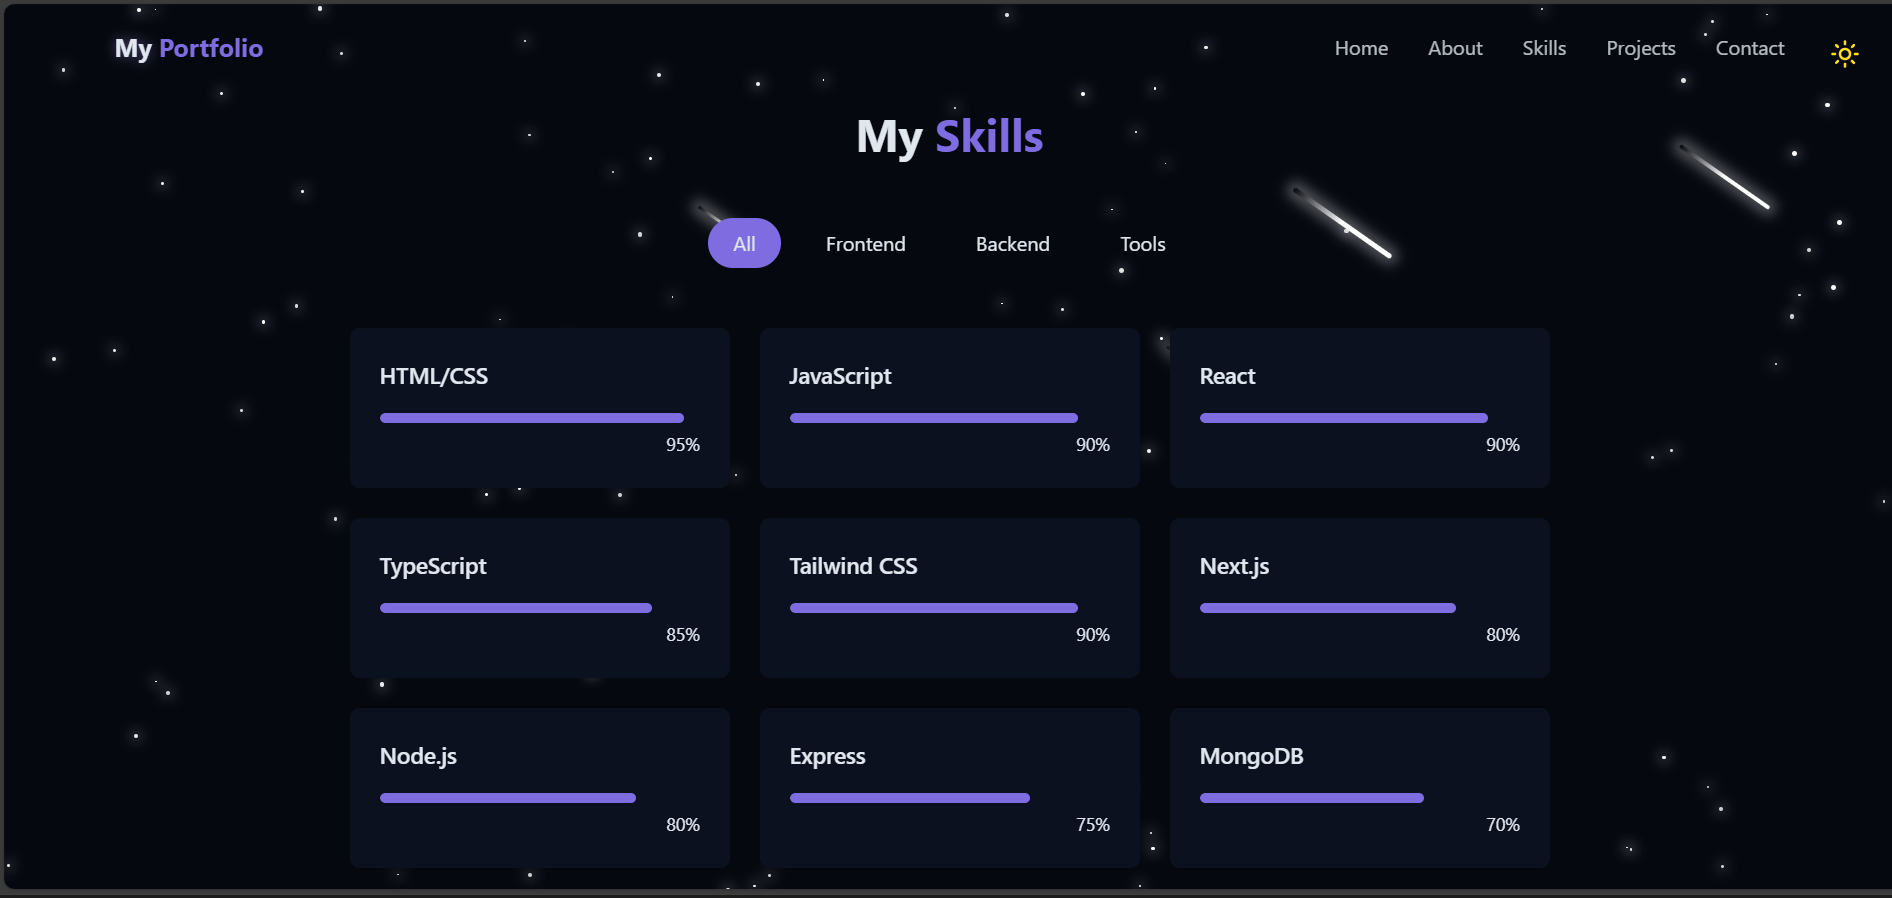 My Portfolio
Home About Skills Projects Contact
My Skills
All Frontend Backend Tools
HTML/CSS
95%
JavaScript
90%
React
90%
TypeScript
85%
Tailwind CSS
90%
Next.js
80%
Node.js
80%
Express
75%
MongoDB
70%